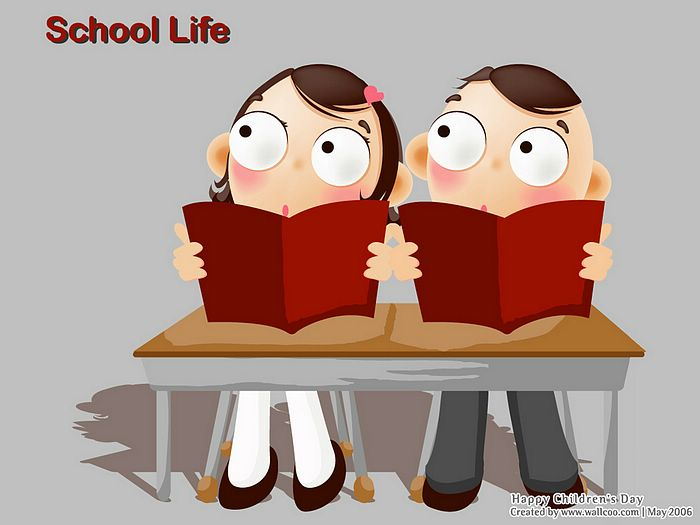 School Life
Happy Children's Day
Created by www.wallcoo.com | May 2006